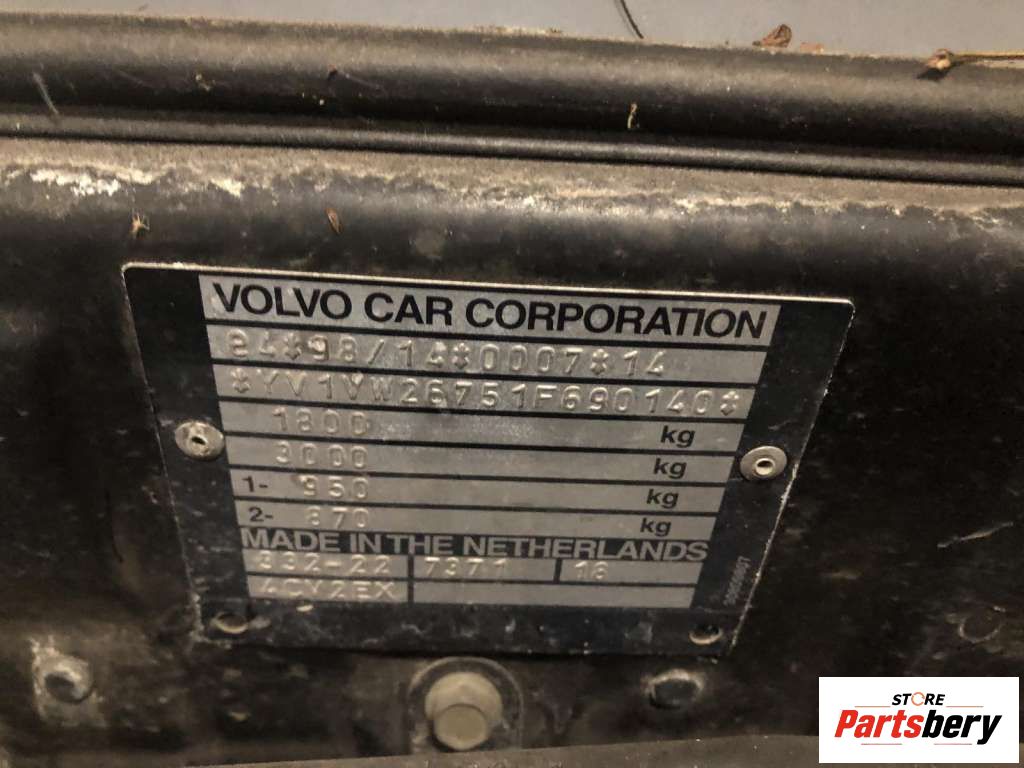 VOLVO CAR CORPORATION
e4*98/14*0007*14
*YV1VW26751F690140*
1800 kg
3000 kg
1- 950 kg
2- 870 kg
MADE IN THE NETHERLANDS
332-22 7371 16
4CY2EX
STORE
Partsbery